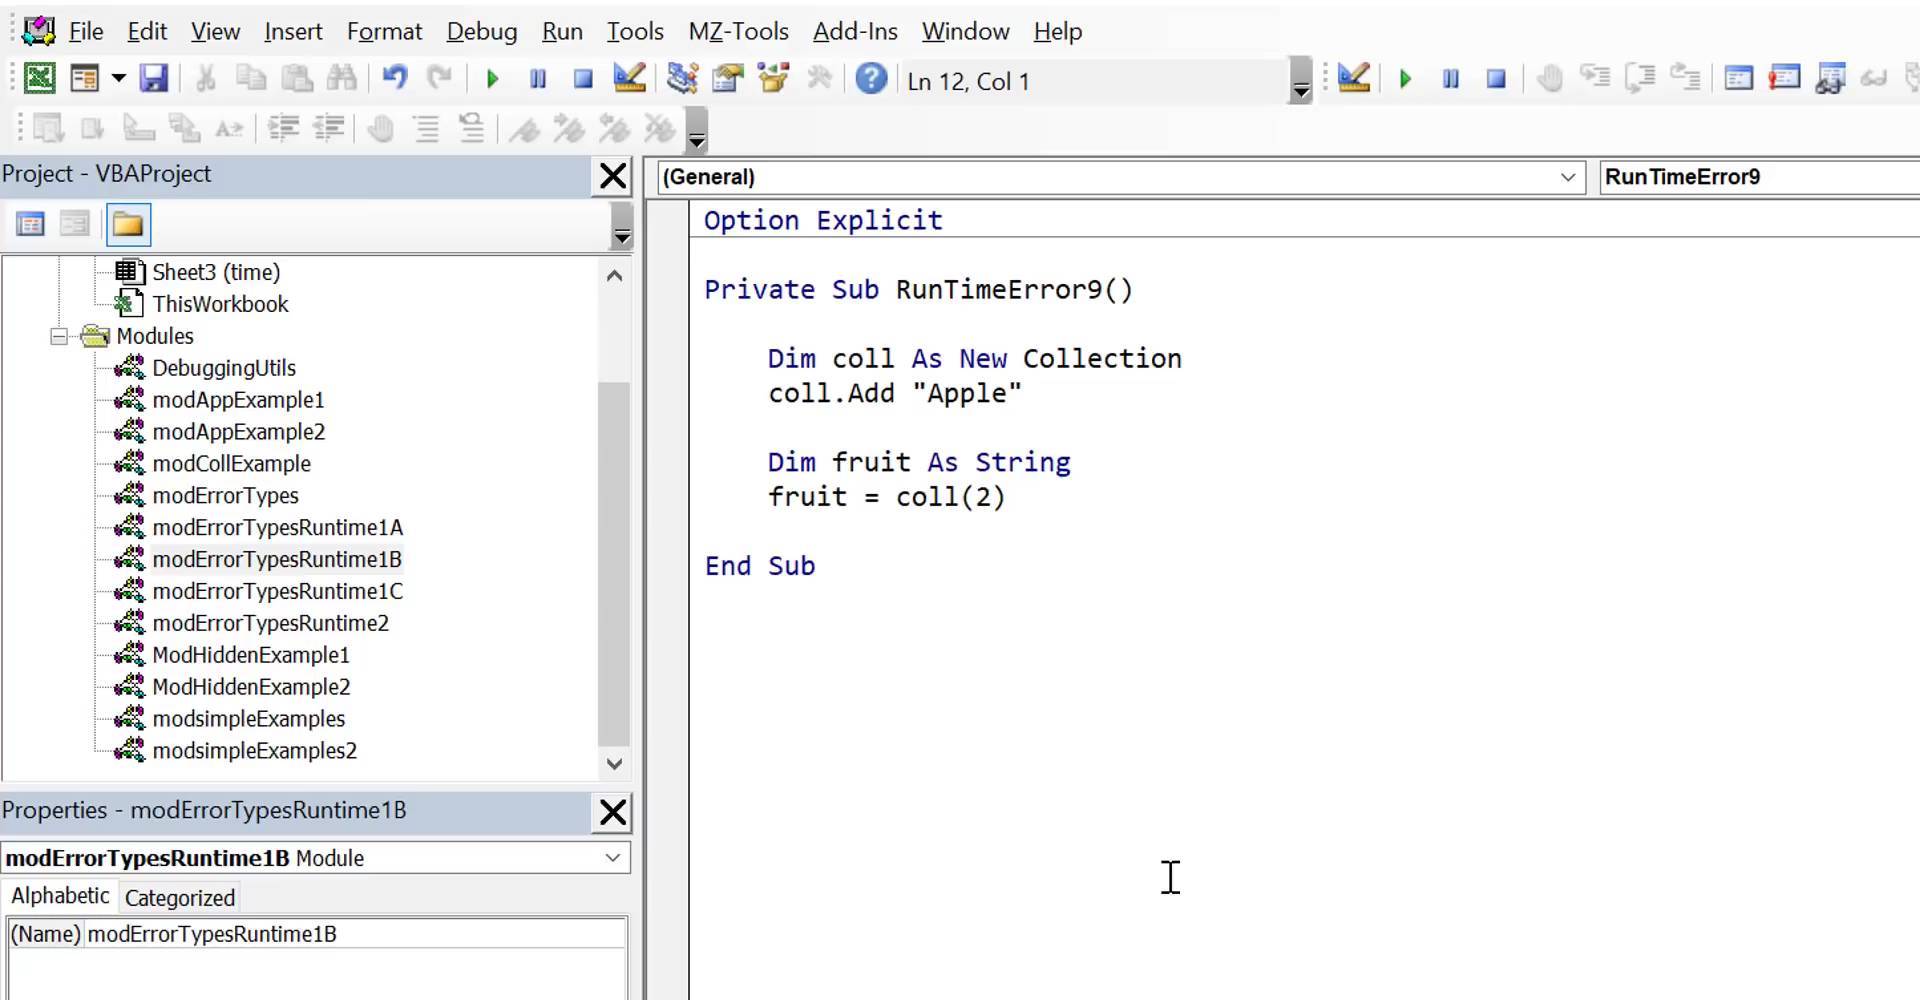 File Edit View Insert Format Debug Run Tools MZ-Tools Add-Ins Window Help
Ln 12, Col 1
Project - VBAProject
Sheet3 (time)
ThisWorkbook
Modules
DebuggingUtils
modAppExample1
modAppExample2
modCollExample
modErrorTypes
modErrorTypesRuntime1A
modErrorTypesRuntime1B
modErrorTypesRuntime1C
modErrorTypesRuntime2
ModHiddenExample1
ModHiddenExample2
modsimpleExamples
modsimpleExamples2
Properties - modErrorTypesRuntime1B
modErrorTypesRuntime1B Module
Alphabetic Categorized
(Name) modErrorTypesRuntime1B
(General) RunTimeError9
Option Explicit
Private Sub RunTimeError9()
Dim coll As New Collection
coll.Add "Apple"
Dim fruit As String
fruit = coll(2)
End Sub